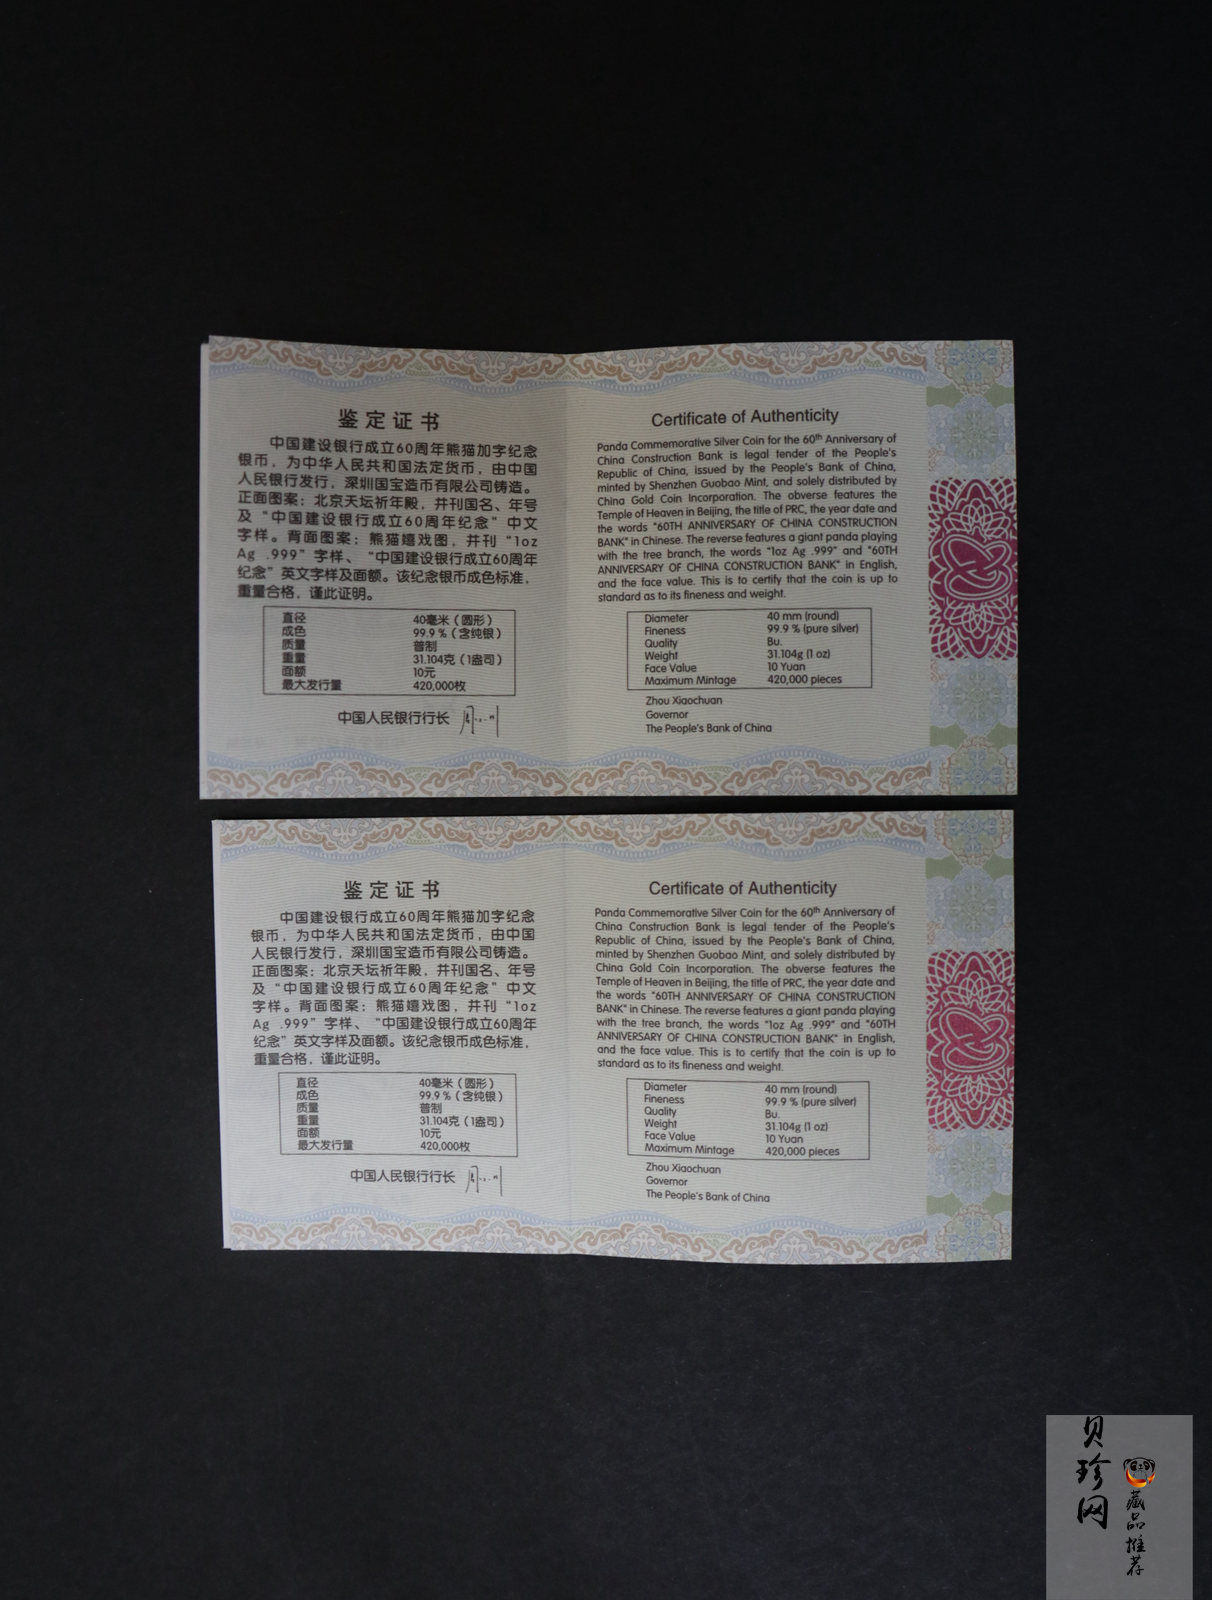 鉴定证书
中国建设银行成立60周年熊猫加字纪念
银币，为中华人民共和国法定货币，由中国
人民银行发行，深圳国宝造币有限公司铸造。
正面图案：北京天坛祈年殿，并刊国名、年号
及“中国建设银行成立60周年纪念”中文
字样。背面图案：熊猫嬉戏图，并刊“1oz
Ag .999”字样、“中国建设银行成立60周年
纪念”英文字样及面额。该纪念银币成色标准，
重量合格，谨此证明。
直径 40毫米（圆形）
成色 99.9％（含纯银）
质量 普制
重量 31.104克（1盎司）
面额 10元
最大发行量 420,000枚
中国人民银行行长
Certificate of Authenticity
Panda Commemorative Silver Coin for the 60th Anniversary of
China Construction Bank is legal tender of the People's
Republic of China, issued by the People's Bank of China,
minted by Shenzhen Guobao Mint, and solely distributed by
China Gold Coin Incorporation. The obverse features the
Temple of Heaven in Beijing, the title of PRC, the year date and
the words "60TH ANNIVERSARY OF CHINA CONSTRUCTION
BANK" in Chinese. The reverse features a giant panda playing
with the tree branch, the words "1oz Ag .999" and "60TH
ANNIVERSARY OF CHINA CONSTRUCTION BANK" in English,
and the face value. This is to certify that the coin is up to
standard as to its fineness and weight.
Diameter 40 mm (round)
Fineness 99.9 % (pure silver)
Quality Bu.
Weight 31.104g (1 oz)
Face Value 10 Yuan
Maximum Mintage 420,000 pieces
Zhou Xiaochuan
Governor
The People's Bank of China
鉴定证书
中国建设银行成立60周年熊猫加字纪念
银币，为中华人民共和国法定货币，由中国
人民银行发行，深圳国宝造币有限公司铸造。
正面图案：北京天坛祈年殿，并刊国名、年号
及“中国建设银行成立60周年纪念”中文
字样。背面图案：熊猫嬉戏图，并刊“1oz
Ag .999”字样、“中国建设银行成立60周年
纪念”英文字样及面额。该纪念银币成色标准，
重量合格，谨此证明。
直径 40毫米（圆形）
成色 99.9％（含纯银）
质量 普制
重量 31.104克（1盎司）
面额 10元
最大发行量 420,000枚
中国人民银行行长
Certificate of Authenticity
Panda Commemorative Silver Coin for the 60th Anniversary of
China Construction Bank is legal tender of the People's
Republic of China, issued by the People's Bank of China,
minted by Shenzhen Guobao Mint, and solely distributed by
China Gold Coin Incorporation. The obverse features the
Temple of Heaven in Beijing, the title of PRC, the year date and
the words "60TH ANNIVERSARY OF CHINA CONSTRUCTION
BANK" in Chinese. The reverse features a giant panda playing
with the tree branch, the words "1oz Ag .999" and "60TH
ANNIVERSARY OF CHINA CONSTRUCTION BANK" in English,
and the face value. This is to certify that the coin is up to
standard as to its fineness and weight.
Diameter 40 mm (round)
Fineness 99.9 % (pure silver)
Quality Bu.
Weight 31.104g (1 oz)
Face Value 10 Yuan
Maximum Mintage 420,000 pieces
Zhou Xiaochuan
Governor
The People's Bank of China
贝珍网
藏品推荐